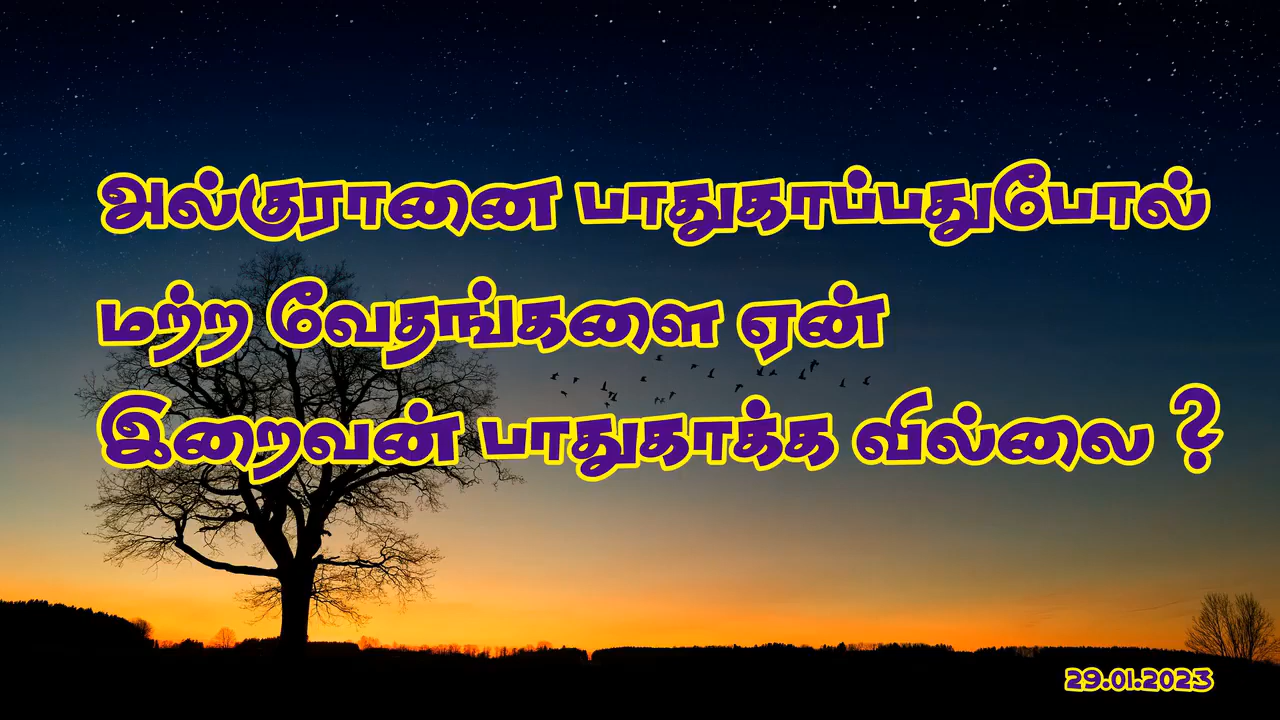 அல்குரானை பாதுகாப்பதுபோல்
மற்ற வேதங்களை ஏன்
இறைவன் பாதுகாக்க வில்லை ?
29.01.2023